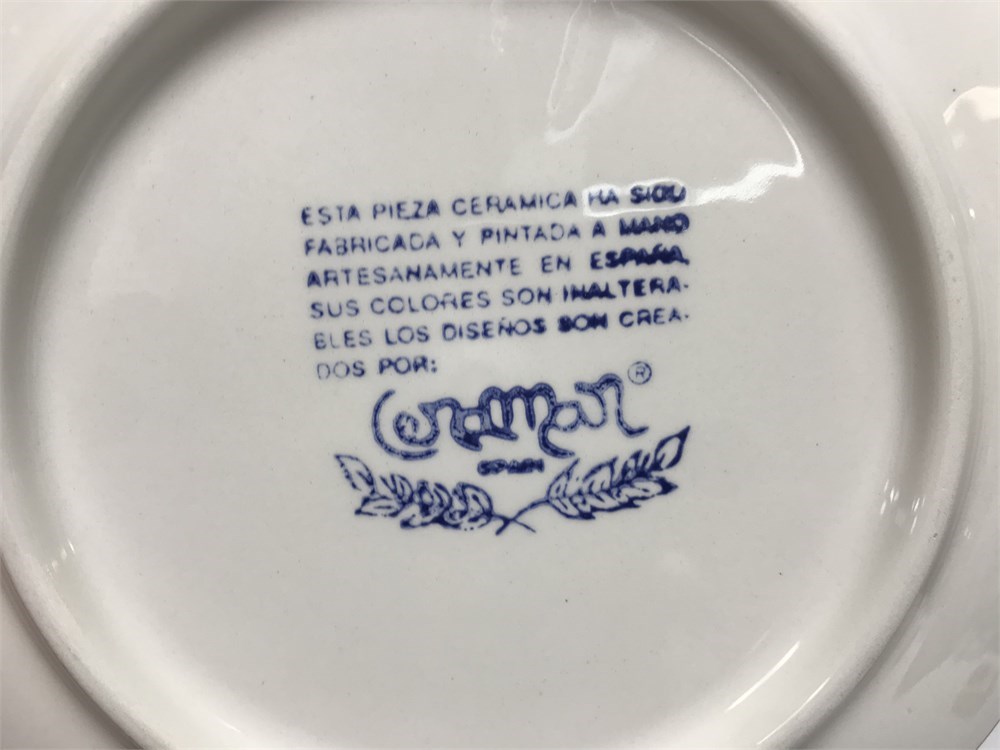 ESTA PIEZA CERAMICA HA SIDO
FABRICADA Y PINTADA A MANO
ARTESANAMENTE EN ESPAÑA.
SUS COLORES SON INALTERA-
BLES LOS DISEÑOS SON CREA-
DOS POR:
Ceramar ®
SPAIN